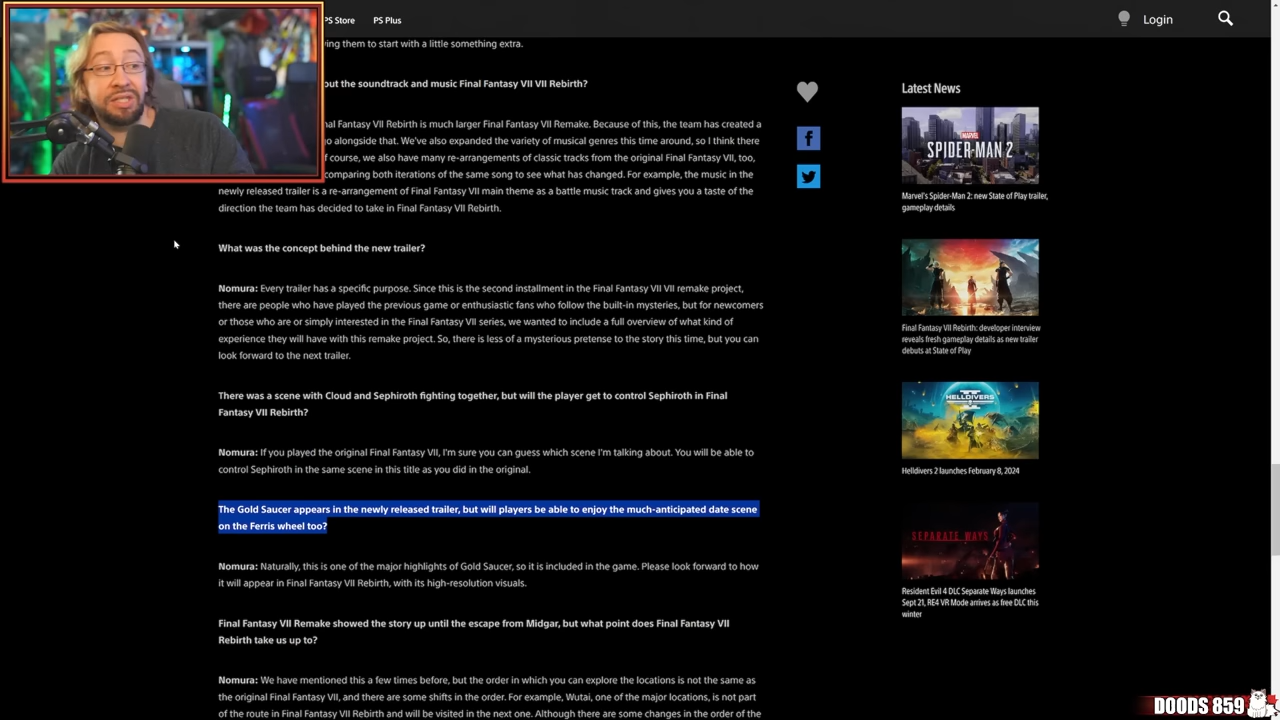 PS Store
PS Plus
Login
ying them to start with a little something extra.
out the soundtrack and music Final Fantasy VII VII Rebirth?
nal Fantasy VII Rebirth is much larger Final Fantasy VII Remake. Because of this, the team has created a
o alongside that. We've also expanded the variety of musical genres this time around, so I think there
f course, we also have many re-arrangements of classic tracks from the original Final Fantasy VII, too,
comparing both iterations of the same song to see what has changed. For example, the music in the
newly released trailer is a re-arrangement of Final Fantasy VII main theme as a battle music track and gives you a taste of the
direction the team has decided to take in Final Fantasy VII Rebirth.
What was the concept behind the new trailer?
Nomura: Every trailer has a specific purpose. Since this is the second installment in the Final Fantasy VII VII remake project,
there are people who have played the previous game or enthusiastic fans who follow the built-in mysteries, but for newcomers
or those who are or simply interested in the Final Fantasy VII series, we wanted to include a full overview of what kind of
experience they will have with this remake project. So, there is less of a mysterious pretense to the story this time, but you can
look forward to the next trailer.
There was a scene with Cloud and Sephiroth fighting together, but will the player get to control Sephiroth in Final
Fantasy VII Rebirth?
Nomura: If you played the original Final Fantasy VII, I'm sure you can guess which scene I'm talking about. You will be able to
control Sephiroth in the same scene in this title as you did in the original.
The Gold Saucer appears in the newly released trailer, but will players be able to enjoy the much-anticipated date scene
on the Ferris wheel too?
Nomura: Naturally, this is one of the major highlights of Gold Saucer, so it is included in the game. Please look forward to how
it will appear in Final Fantasy VII Rebirth, with its high-resolution visuals.
Final Fantasy VII Remake showed the story up until the escape from Midgar, but what point does Final Fantasy VII
Rebirth take us up to?
Nomura: We have mentioned this a few times before, but the order in which you can explore the locations is not the same as
the original Final Fantasy VII, and there are some shifts in the order. For example, Wutai, one of the major locations, is not part
of the route in Final Fantasy VII Rebirth and will be visited in the next one. Although there are some changes in the order of the
Latest News
MARVEL
SPIDER-MAN 2
Marvel's Spider-Man 2: new State of Play trailer,
gameplay details
Final Fantasy VII Rebirth: developer interview
reveals fresh gameplay details as new trailer
debuts at State of Play
HELLDIVERS
II
Helldivers 2 launches February 8, 2024
SEPARATE WAYS
Resident Evil 4 DLC Separate Ways launches
Sept 21, RE4 VR Mode arrives as free DLC this
winter
DOODS 859